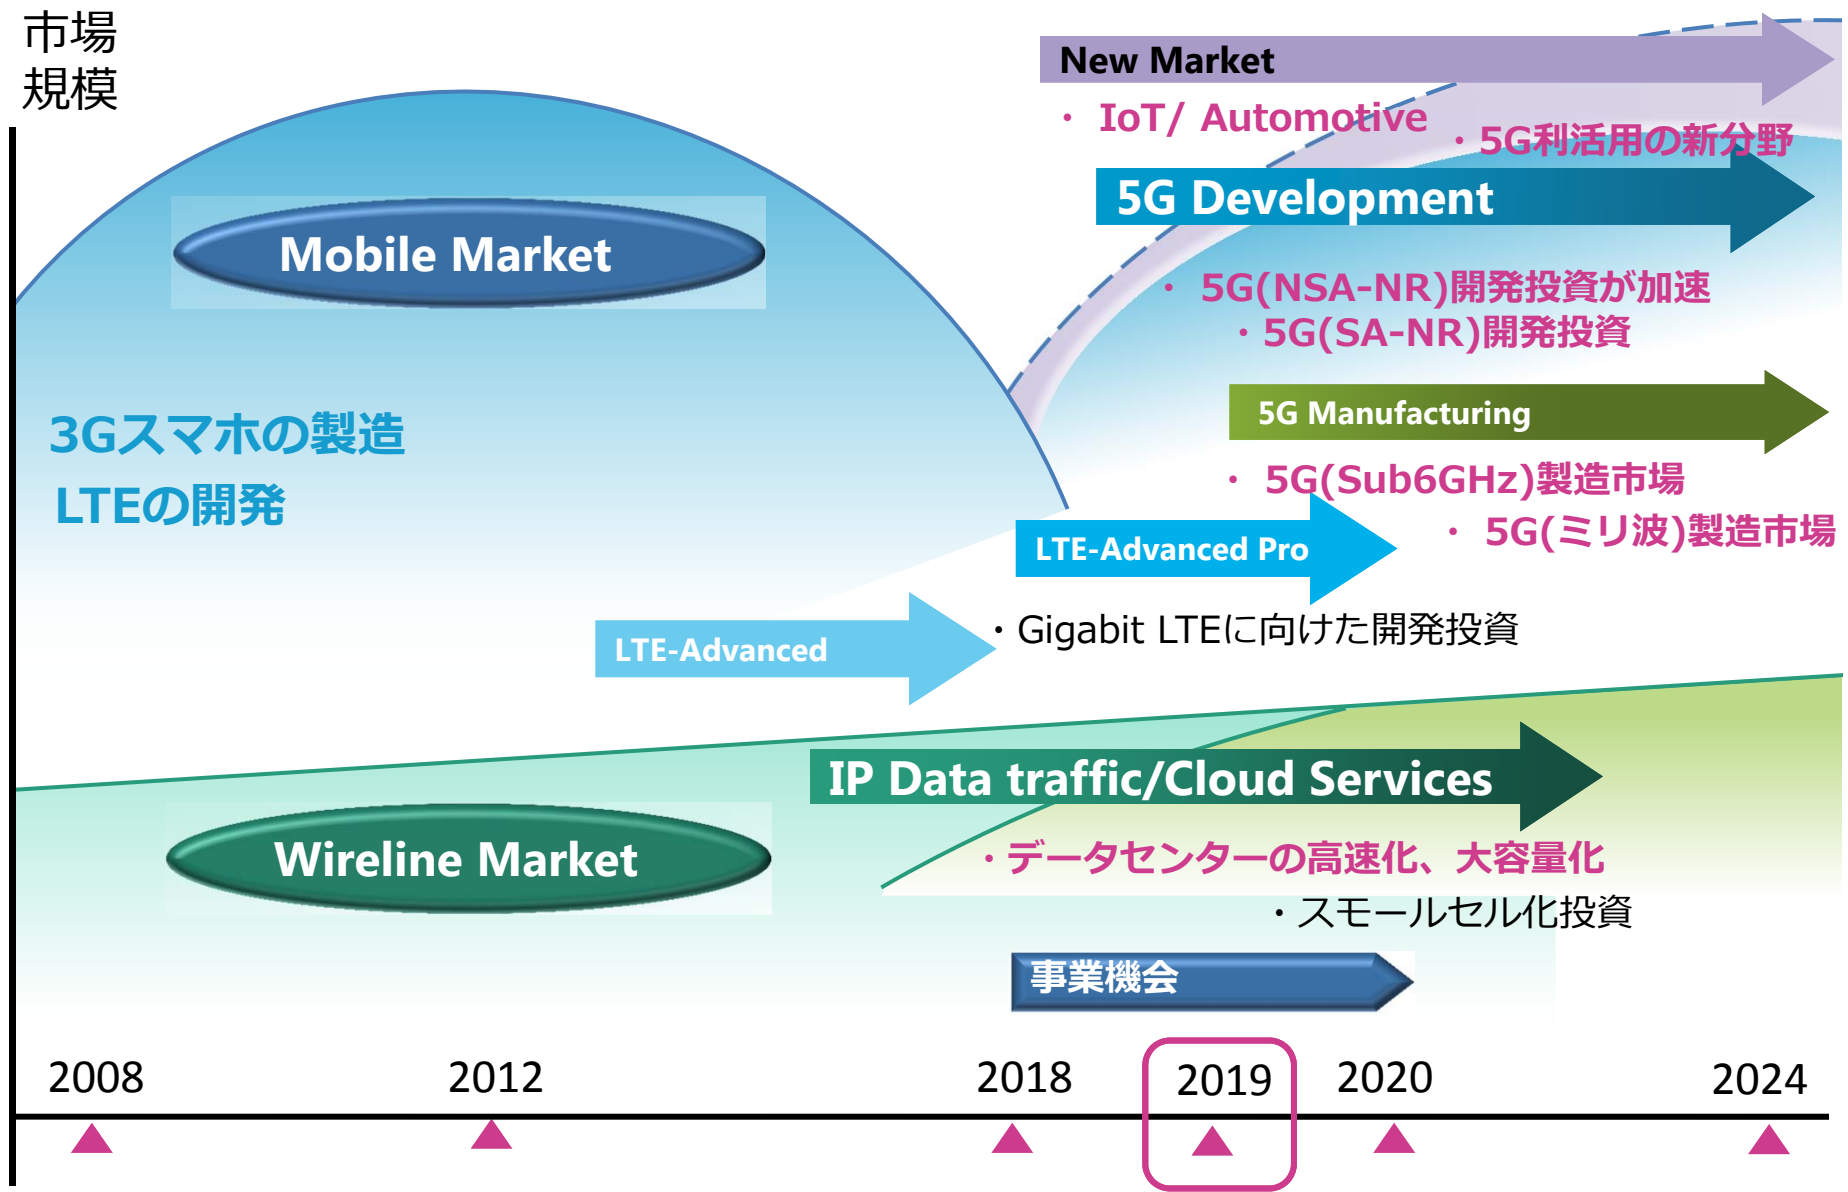 市場
規模
New Market
・ IoT/ Automotive
・5G利活用の新分野
5G Development
Mobile Market
・ 5G(NSA-NR)開発投資が加速
・5G(SA-NR)開発投資
5G Manufacturing
3Gスマホの製造
LTEの開発
・ 5G(Sub6GHz)製造市場
・ 5G(ミリ波)製造市場
LTE-Advanced Pro
・Gigabit LTEに向けた開発投資
LTE-Advanced
IP Data traffic/Cloud Services
Wireline Market
・データセンターの高速化、大容量化
・スモールセル化投資
事業機会
2008 2012 2018 2019 2020 2024